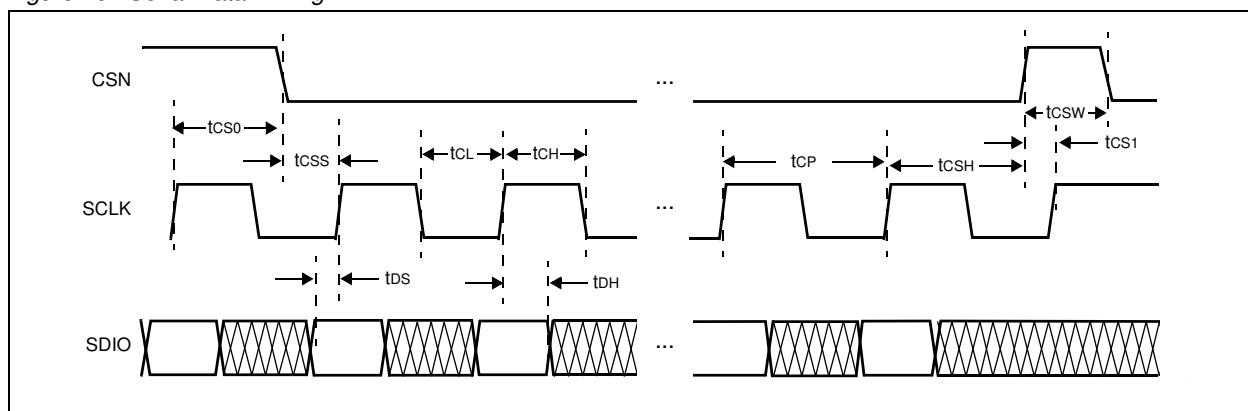 CSN
...
tCSW
tCS0
tCSS
tCL
tCH
tCP
tCSH
tCS1
SCLK
...
tDS
tDH
SDIO
...